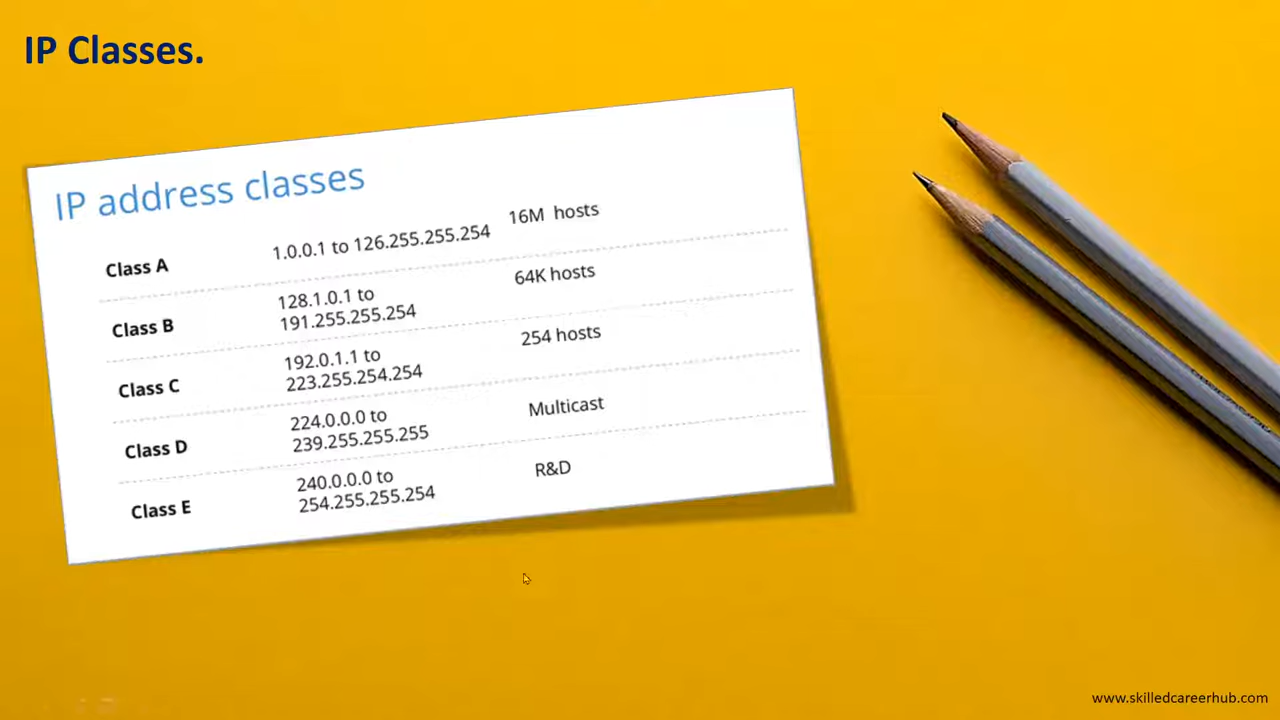 IP Classes.
IP address classes
Class A
1.0.0.1 to 126.255.255.254
16M hosts
Class B
128.1.0.1 to
191.255.255.254
64K hosts
Class C
192.0.1.1 to
223.255.254.254
254 hosts
Class D
224.0.0.0 to
239.255.255.255
Multicast
Class E
240.0.0.0 to
254.255.255.254
R&D
www.skilledcareerhub.com